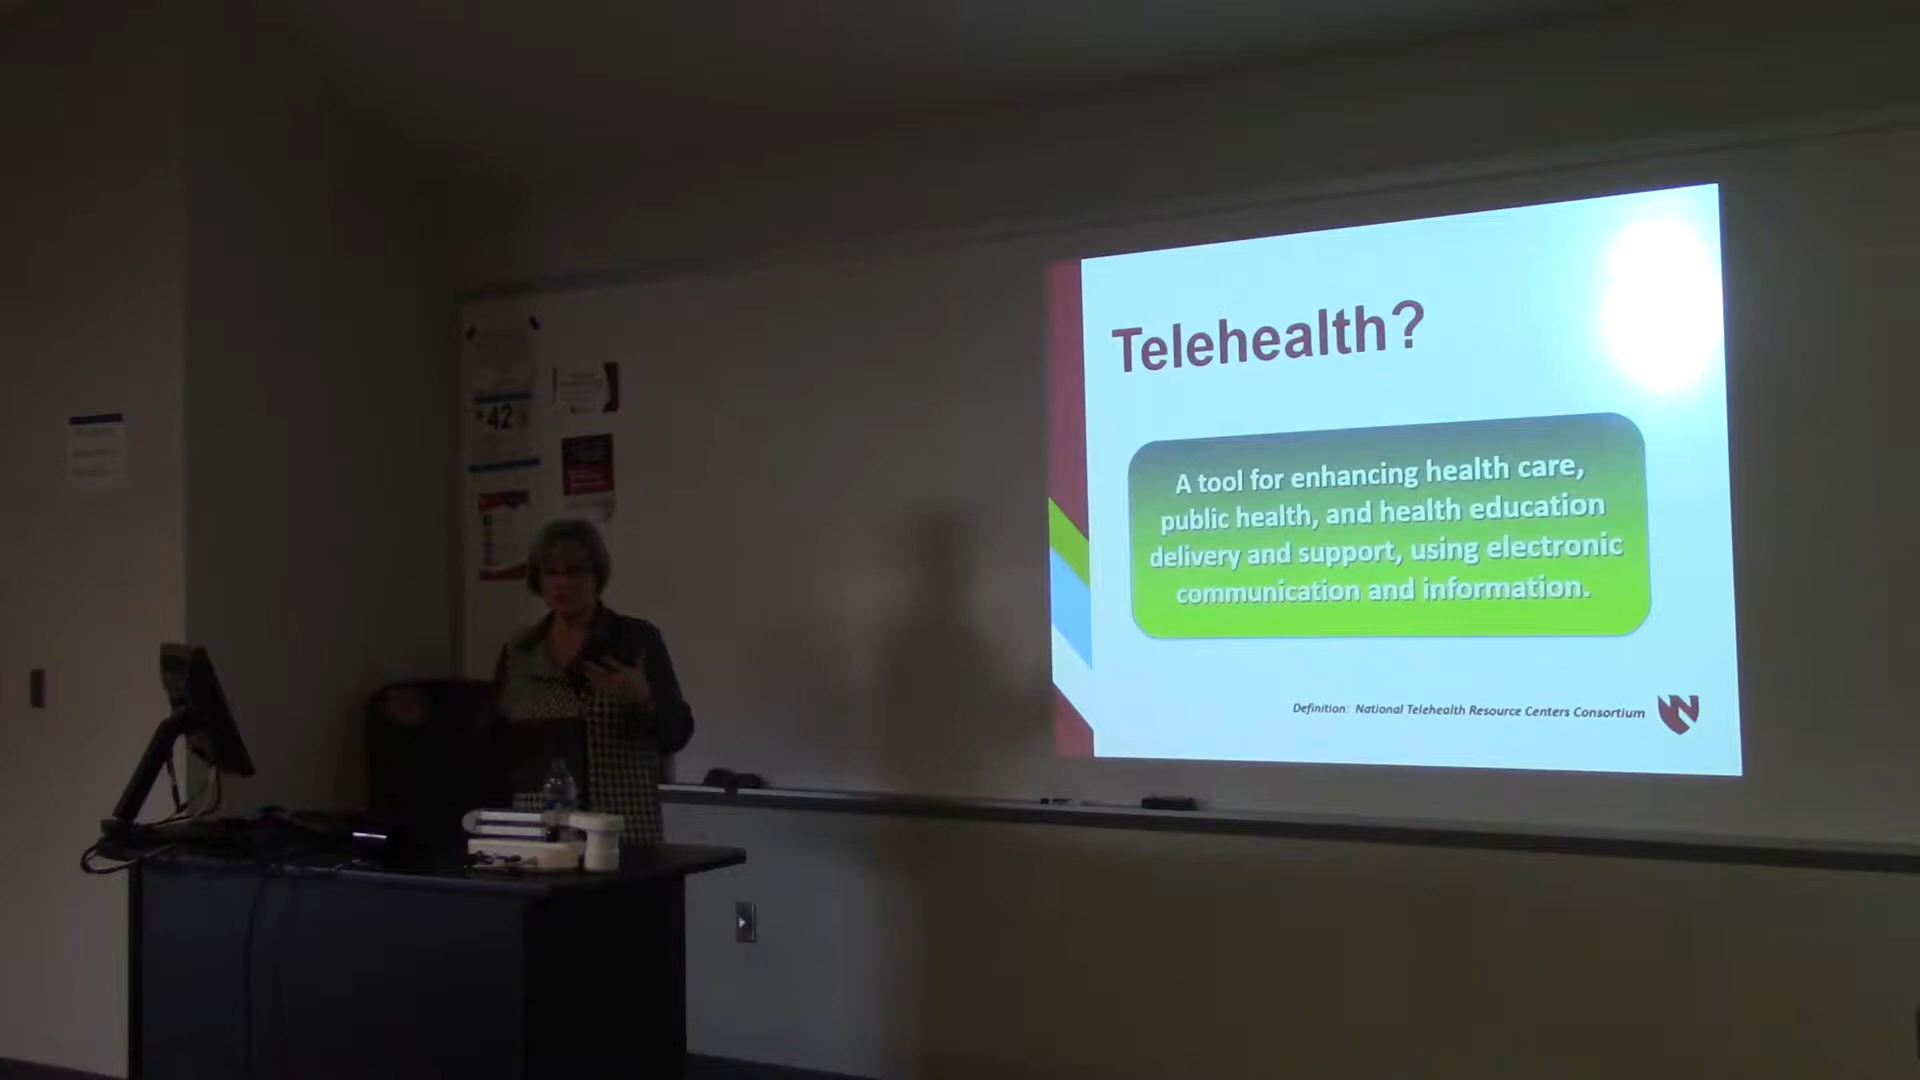 Telehealth?
A tool for enhancing health care,
public health, and health education
delivery and support, using electronic
communication and information.
Definition: National Telehealth Resource Centers Consortium
N
42